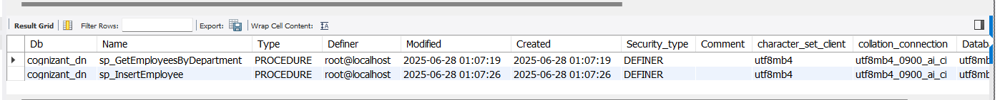 Result Grid Filter Rows: Export: Wrap Cell Content:
Db Name Type Definer Modified Created Security_type Comment character_set_client collation_connection Datab
cognizant_dn sp_GetEmployeesByDepartment PROCEDURE root@localhost 2025-06-28 01:07:19 2025-06-28 01:07:19 DEFINER utf8mb4 utf8mb4_0900_ai_ci utf8mb
cognizant_dn sp_InsertEmployee PROCEDURE root@localhost 2025-06-28 01:07:26 2025-06-28 01:07:26 DEFINER utf8mb4 utf8mb4_0900_ai_ci utf8mb